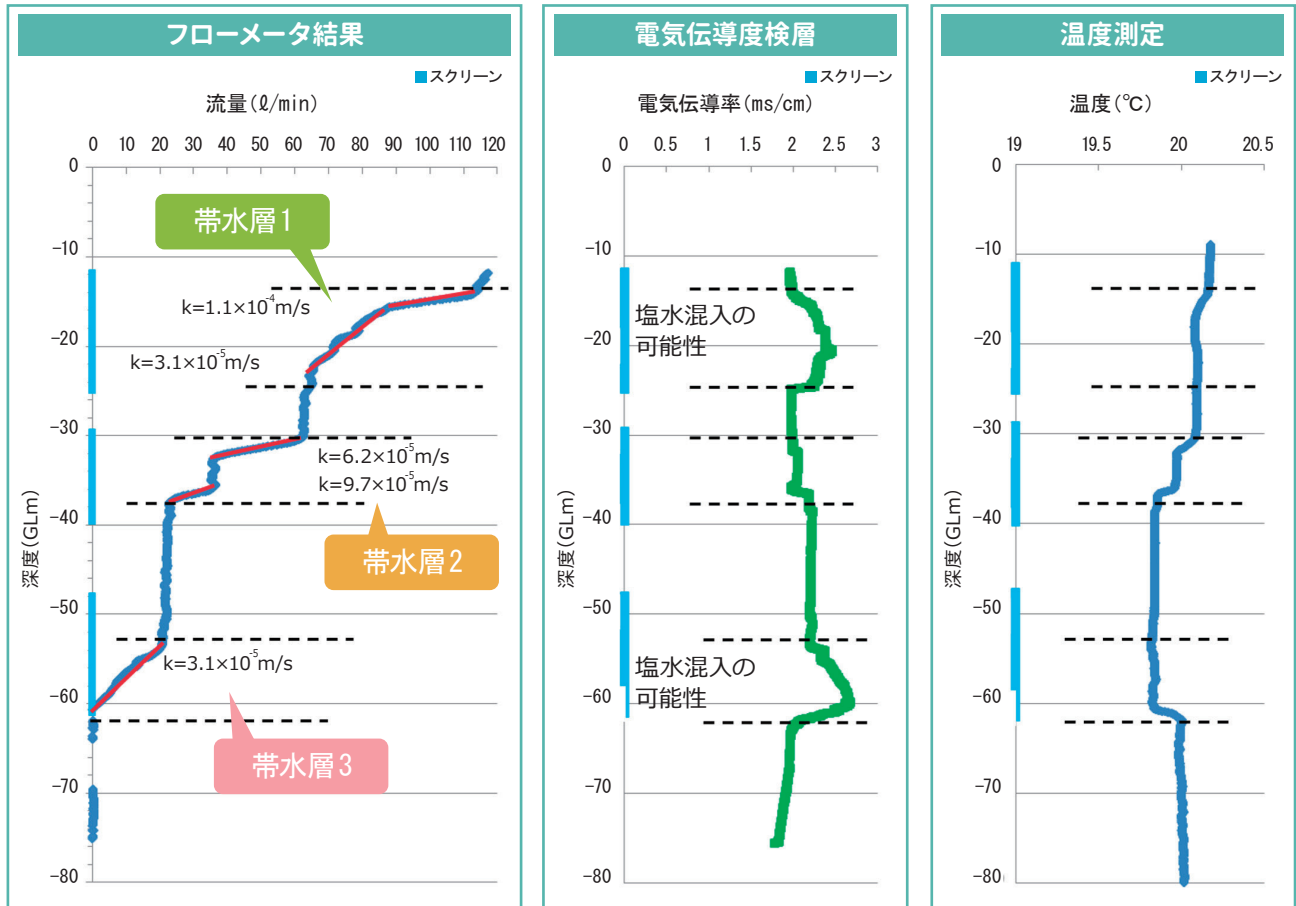 フローメータ結果
■スクリーン
流量(ℓ/min)
0 10 20 30 40 50 60 70 80 90 100 110 120
0
−10
−20
−30
−40
−50
−60
−70
−80
深度(GLm)
帯水層1
k=1.1×10⁻⁴m/s
k=3.1×10⁻⁵m/s
k=6.2×10⁻⁵m/s
k=9.7×10⁻⁵m/s
帯水層2
k=3.1×10⁻⁵m/s
帯水層3
電気伝導度検層
■スクリーン
電気伝導率(ms/cm)
0 0.5 1 1.5 2 2.5 3
0
−10
−20
−30
−40
−50
−60
−70
−80
深度(GLm)
塩水混入の
可能性
塩水混入の
可能性
温度測定
■スクリーン
温度(℃)
19 19.5 20 20.5
0
−10
−20
−30
−40
−50
−60
−70
−80
深度(GLm)